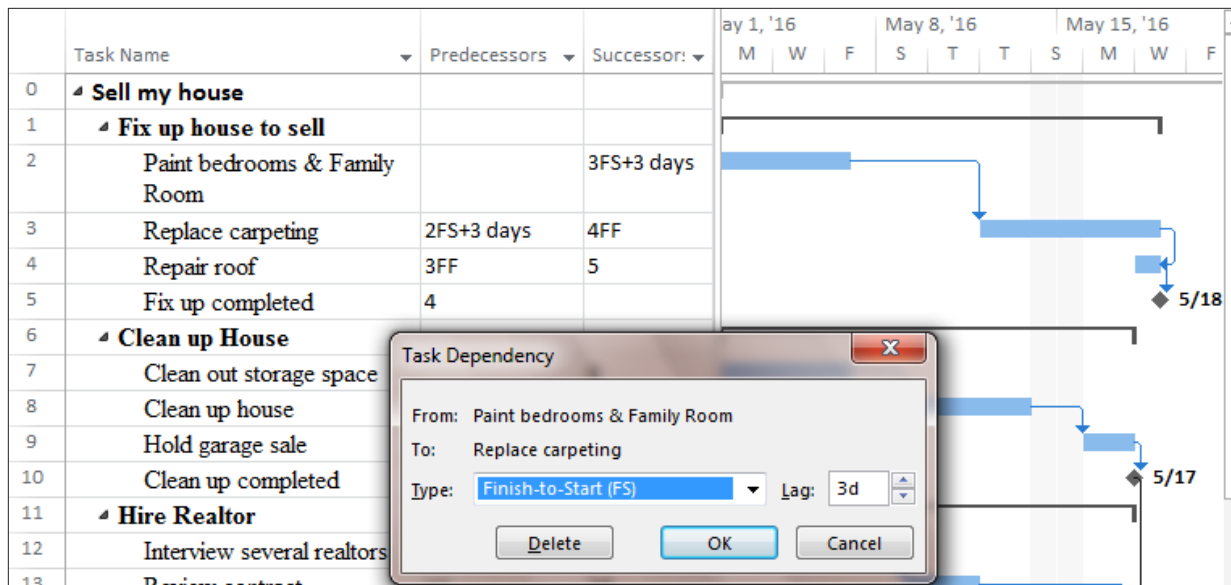 ay 1, '16 May 8, '16 May 15, '16
Task Name Predecessors Successor: M W F S T T S M W F
0 Sell my house
1 Fix up house to sell
2 Paint bedrooms & Family Room 3FS+3 days
3 Replace carpeting 2FS+3 days 4FF
4 Repair roof 3FF 5
5 Fix up completed 4 5/18
6 Clean up House
7 Clean out storage space
8 Clean up house
9 Hold garage sale
10 Clean up completed 5/17
11 Hire Realtor
12 Interview several realtors
13
Task Dependency
From: Paint bedrooms & Family Room
To: Replace carpeting
Type: Finish-to-Start (FS) Lag: 3d
Delete OK Cancel